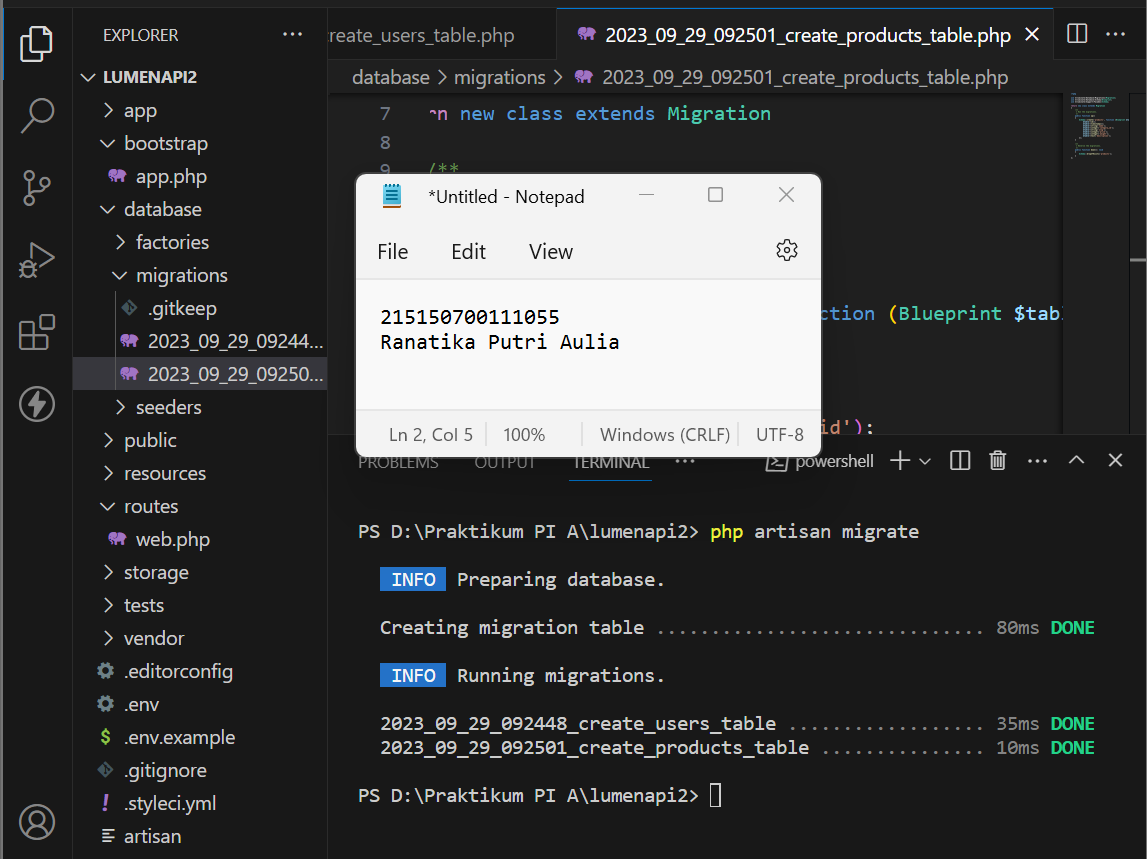 EXPLORER
LUMENAPI2
app
bootstrap
app.php
database
factories
migrations
.gitkeep
2023_09_29_09244...
2023_09_29_09250...
seeders
public
resources
routes
web.php
storage
tests
vendor
.editorconfig
.env
.env.example
.gitignore
.styleci.yml
artisan
reate_users_table.php
2023_09_29_092501_create_products_table.php
database > migrations > 2023_09_29_092501_create_products_table.php
7 n new class extends Migration
8
9 /**
ction (Blueprint $tabl
id');
*Untitled - Notepad
File Edit View
215150700111055
Ranatika Putri Aulia
Ln 2, Col 5 100% Windows (CRLF) UTF-8
PROBLEMS OUTPUT TERMINAL ... powershell
PS D:\Praktikum PI A\lumenapi2> php artisan migrate
INFO Preparing database.
Creating migration table .............................. 80ms DONE
INFO Running migrations.
2023_09_29_092448_create_users_table .................. 35ms DONE
2023_09_29_092501_create_products_table ............... 10ms DONE
PS D:\Praktikum PI A\lumenapi2>